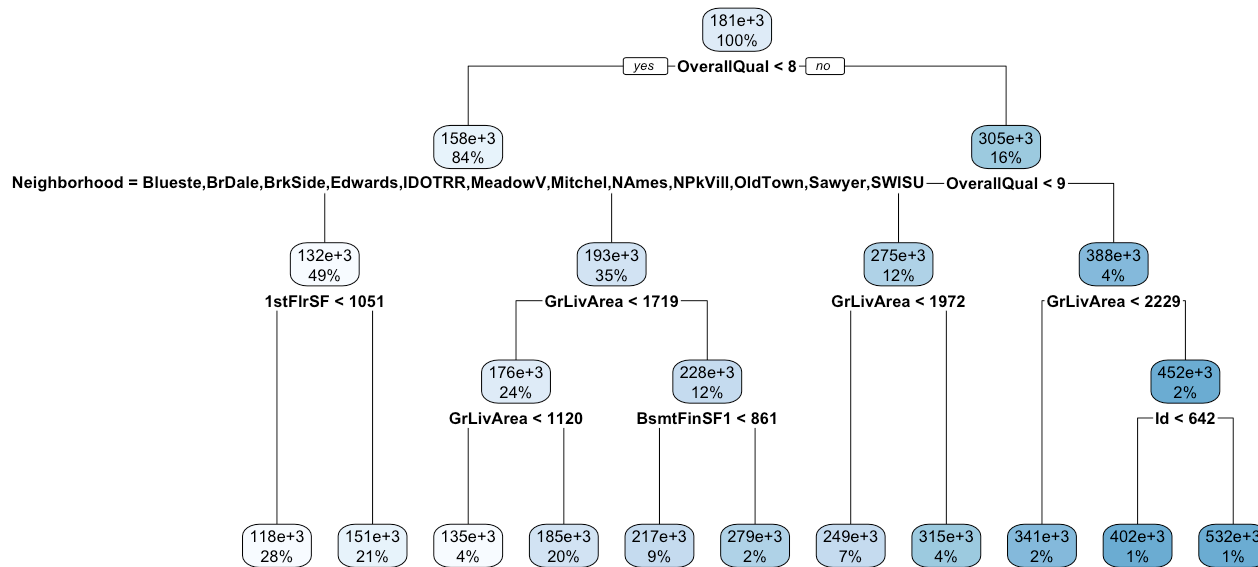 181e+3
100%
yes OverallQual < 8 no
158e+3
84%
305e+3
16%
Neighborhood = Blueste,BrDale,BrkSide,Edwards,IDOTRR,MeadowV,Mitchel,NAmes,NPkVill,OldTown,Sawyer,SWISU
OverallQual < 9
132e+3
49%
193e+3
35%
275e+3
12%
388e+3
4%
1stFlrSF < 1051
GrLivArea < 1719
GrLivArea < 1972
GrLivArea < 2229
176e+3
24%
228e+3
12%
452e+3
2%
GrLivArea < 1120
BsmtFinSF1 < 861
Id < 642
118e+3
28%
151e+3
21%
135e+3
4%
185e+3
20%
217e+3
9%
279e+3
2%
249e+3
7%
315e+3
4%
341e+3
2%
402e+3
1%
532e+3
1%